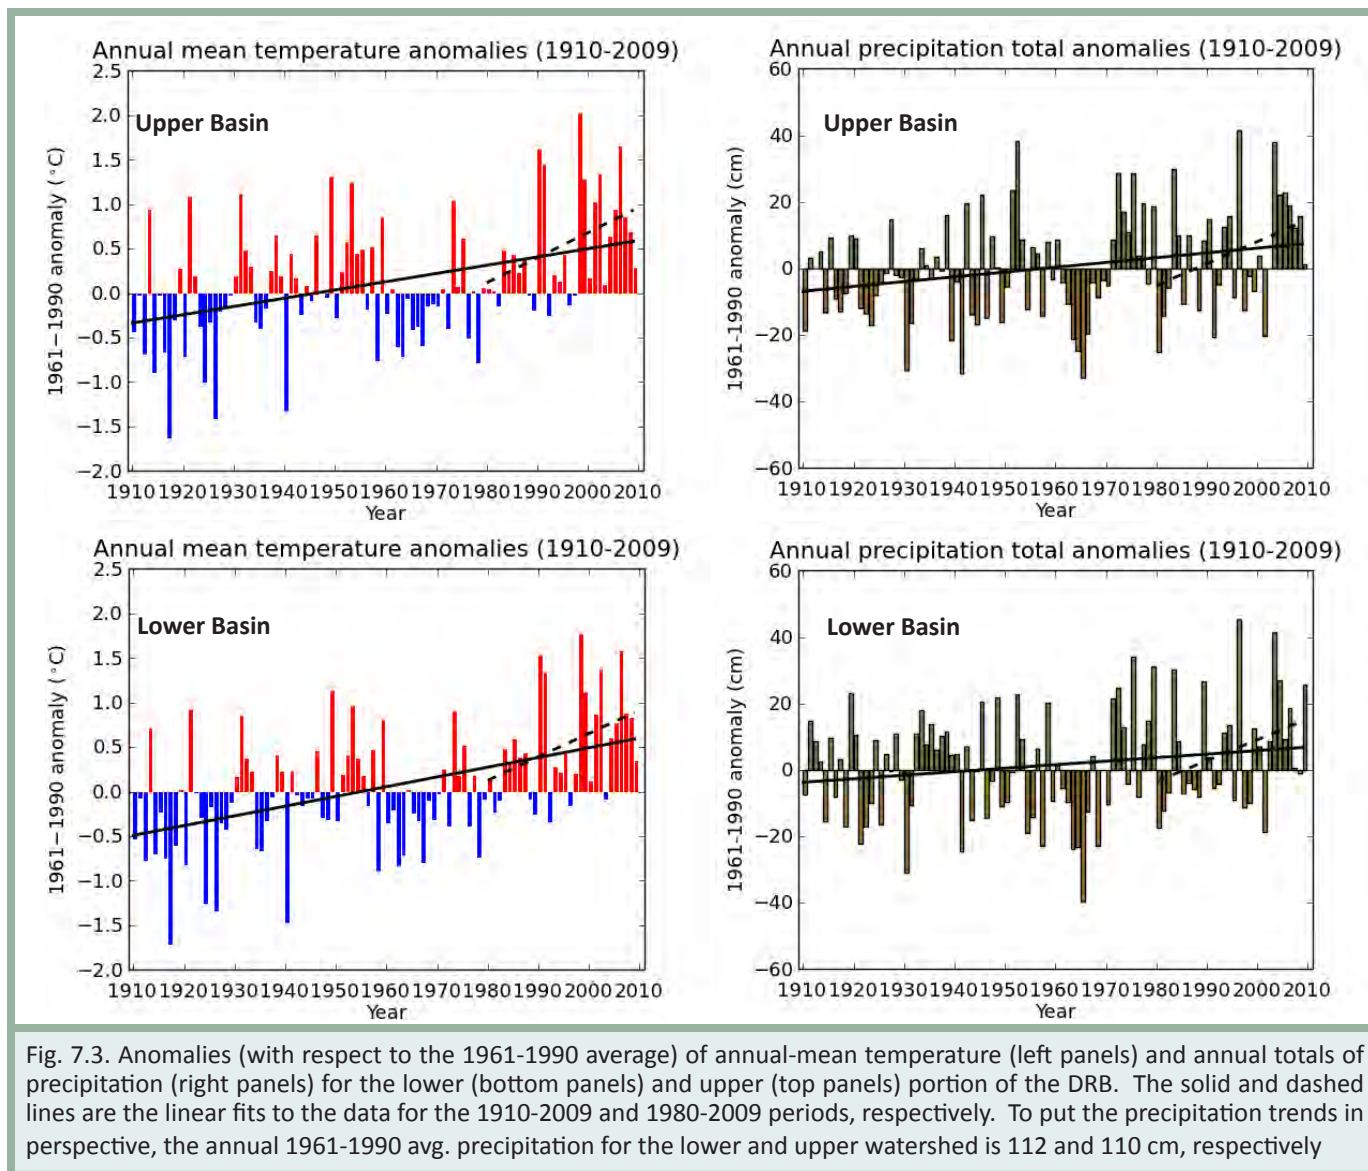 Annual mean temperature anomalies (1910-2009)
2.5
2.0
1.5
1.0
0.5
0.0
−0.5
−1.0
−1.5
−2.0
1961−1990 anomaly (°C)
Upper Basin
1910 1920 1930 1940 1950 1960 1970 1980 1990 2000 2010
Year
Annual precipitation total anomalies (1910-2009)
60
40
20
0
−20
−40
−60
1961-1990 anomaly (cm)
Upper Basin
1910 1920 1930 1940 1950 1960 1970 1980 1990 2000 2010
Year
Annual mean temperature anomalies (1910-2009)
2.5
2.0
1.5
1.0
0.5
0.0
−0.5
−1.0
−1.5
−2.0
1961−1990 anomaly (°C)
Lower Basin
1910 1920 1930 1940 1950 1960 1970 1980 1990 2000 2010
Year
Annual precipitation total anomalies (1910-2009)
60
40
20
0
−20
−40
−60
1961-1990 anomaly (cm)
Lower Basin
1910 1920 1930 1940 1950 1960 1970 1980 1990 2000 2010
Year
Fig. 7.3. Anomalies (with respect to the 1961-1990 average) of annual-mean temperature (left panels) and annual totals of
precipitation (right panels) for the lower (bottom panels) and upper (top panels) portion of the DRB. The solid and dashed
lines are the linear fits to the data for the 1910-2009 and 1980-2009 periods, respectively. To put the precipitation trends in
perspective, the annual 1961-1990 avg. precipitation for the lower and upper watershed is 112 and 110 cm, respectively